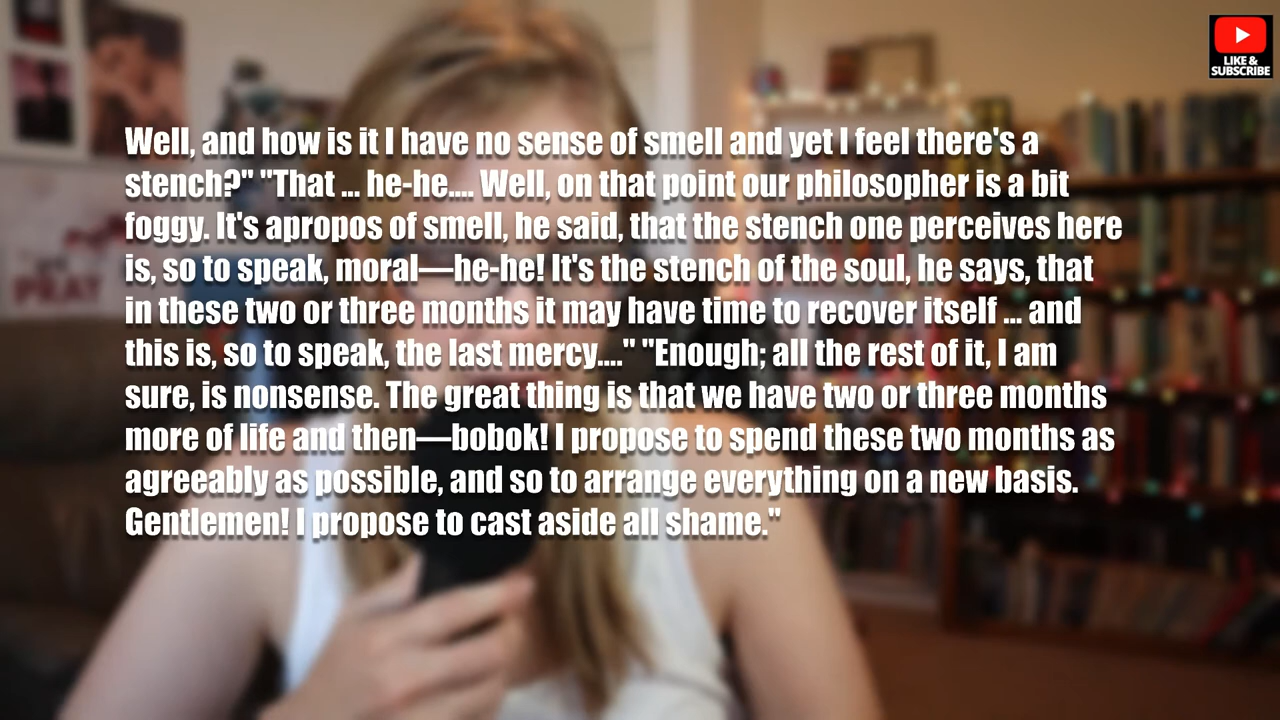 LIKE &
SUBSCRIBE
Well, and how is it I have no sense of smell and yet I feel there's a
stench?" "That ... he-he.... Well, on that point our philosopher is a bit
foggy. It's apropos of smell, he said, that the stench one perceives here
is, so to speak, moral—he-he! It's the stench of the soul, he says, that
in these two or three months it may have time to recover itself ... and
this is, so to speak, the last mercy...." "Enough; all the rest of it, I am
sure, is nonsense. The great thing is that we have two or three months
more of life and then—bobok! I propose to spend these two months as
agreeably as possible, and so to arrange everything on a new basis.
Gentlemen! I propose to cast aside all shame."
PRAY